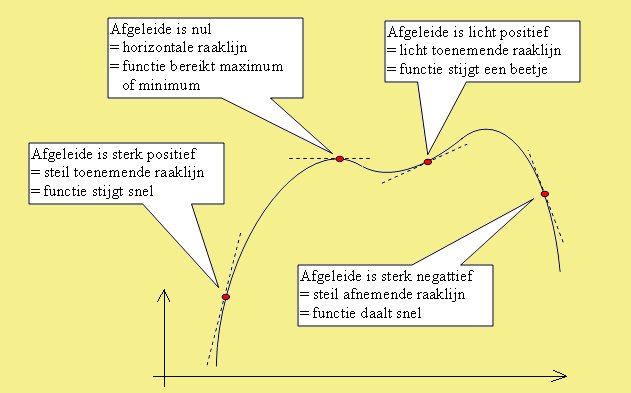 Afgeleide is nul
= horizontale raaklijn
= functie bereikt maximum
of minimum
Afgeleide is licht positief
= licht toenemende raaklijn
= functie stijgt een beetje
Afgeleide is sterk positief
= steil toenemende raaklijn
= functie stijgt snel
Afgeleide is sterk negattief
= steil afnemende raaklijn
= functie daalt snel